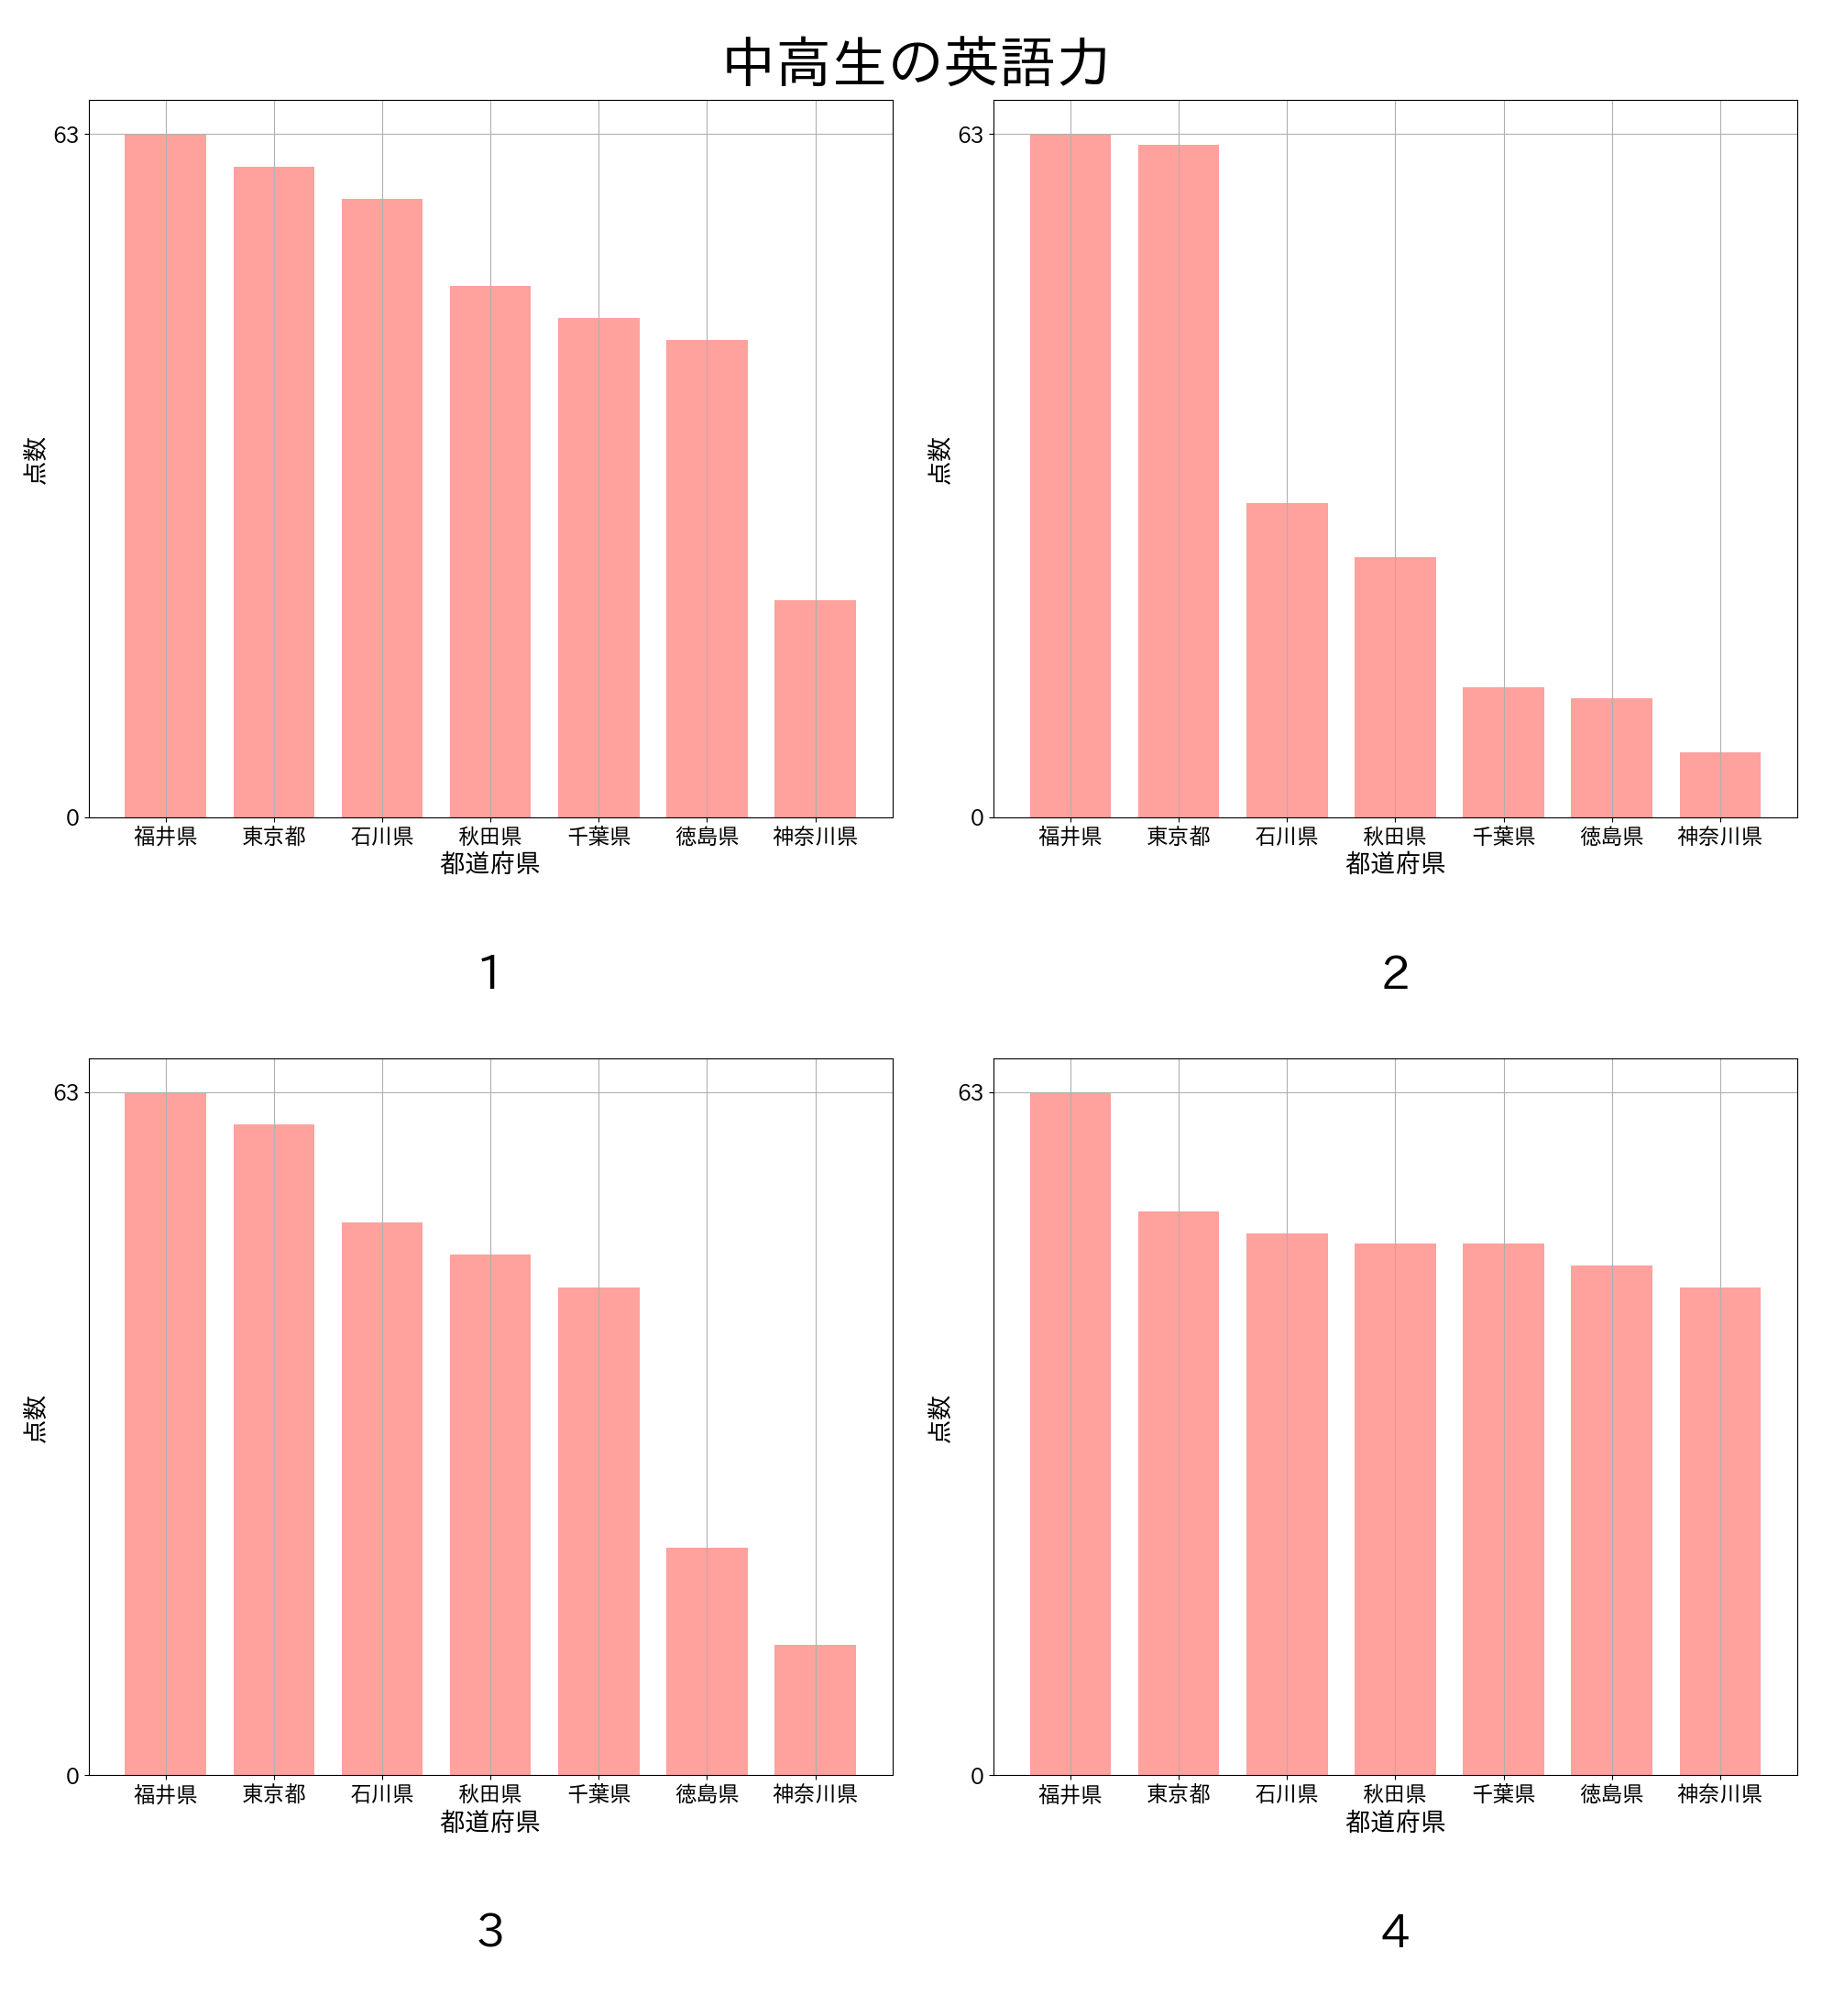 中高生の英語力
63
0
点数
福井県 東京都 石川県 秋田県 千葉県 徳島県 神奈川県
都道府県
1
63
0
点数
福井県 東京都 石川県 秋田県 千葉県 徳島県 神奈川県
都道府県
2
63
0
点数
福井県 東京都 石川県 秋田県 千葉県 徳島県 神奈川県
都道府県
3
63
0
点数
福井県 東京都 石川県 秋田県 千葉県 徳島県 神奈川県
都道府県
4